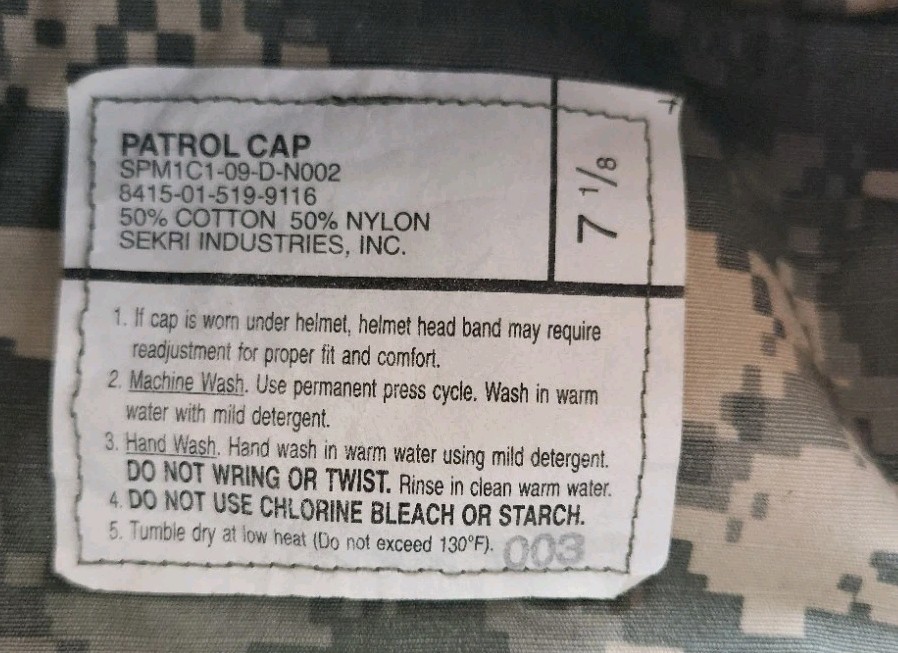 PATROL CAP
SPM1C1-09-D-N002
8415-01-519-9116
50% COTTON 50% NYLON
SEKRI INDUSTRIES, INC.
7 1/8
1. If cap is worn under helmet, helmet head band may require
readjustment for proper fit and comfort.
2. Machine Wash. Use permanent press cycle. Wash in warm
water with mild detergent.
3. Hand Wash. Hand wash in warm water using mild detergent.
DO NOT WRING OR TWIST. Rinse in clean warm water.
4. DO NOT USE CHLORINE BLEACH OR STARCH.
5. Tumble dry at low heat (Do not exceed 130°F).
003